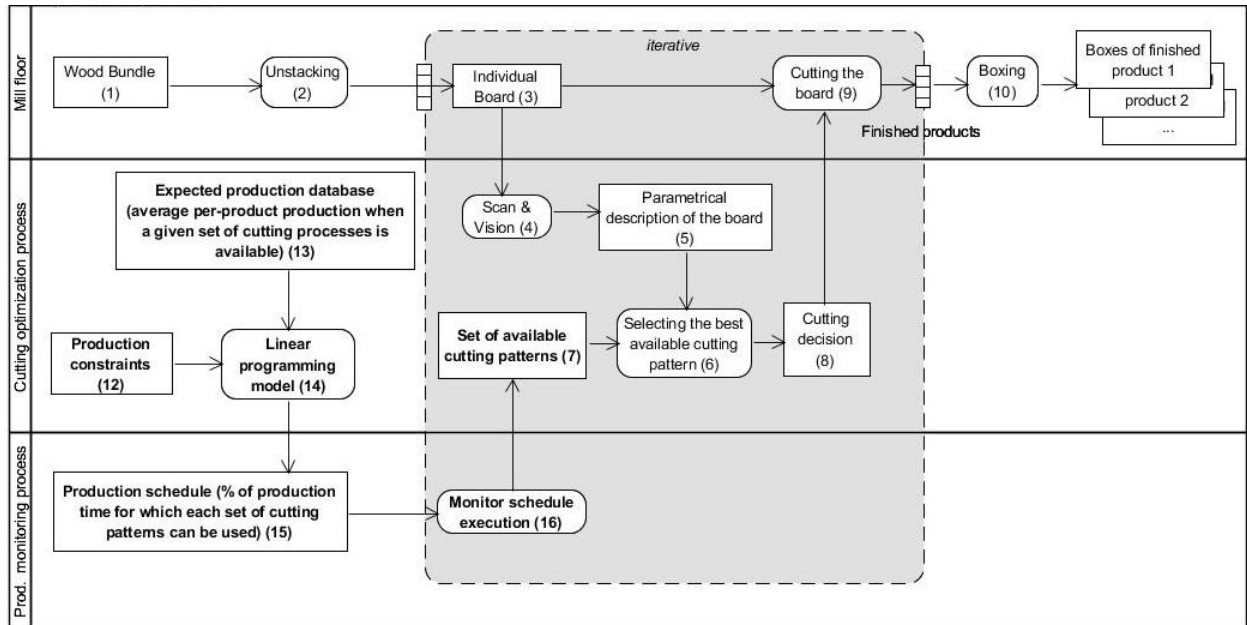 Mill floor
iterative
Wood Bundle
(1)
Unstacking
(2)
Individual
Board (3)
Cutting the
board (9)
Boxing
(10)
Boxes of finished
product 1
product 2
...
Finished products
Cutting optimization process
Expected production database
(average per-product production when
a given set of cutting processes is
available) (13)
Scan &
Vision (4)
Parametrical
description of the board
(5)
Production
constraints
(12)
Linear
programming
model (14)
Set of available
cutting patterns (7)
Selecting the best
available cutting
pattern (6)
Cutting
decision
(8)
Prod. monitoring process
Production schedule (% of production
time for which each set of cutting
patterns can be used) (15)
Monitor schedule
execution (16)